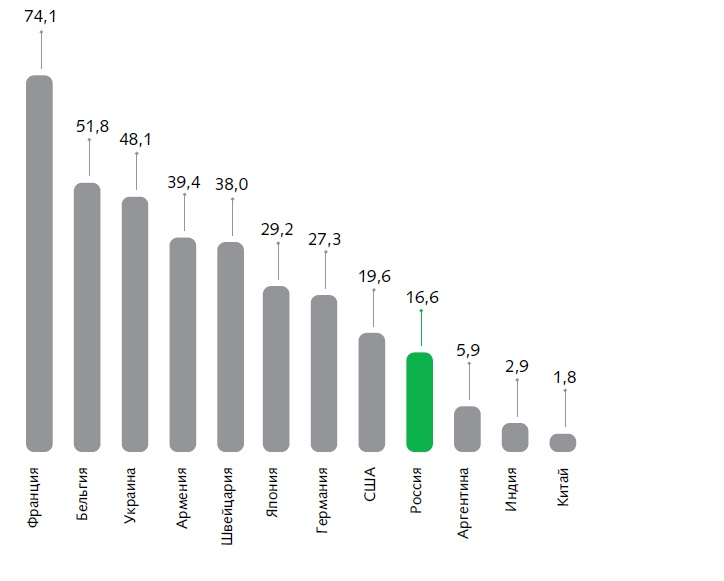 74,1
51,8
48,1
39,4
38,0
29,2
27,3
19,6
16,6
5,9
2,9
1,8
Франция
Бельгия
Украина
Армения
Швейцария
Япония
Германия
США
Россия
Аргентина
Индия
Китай